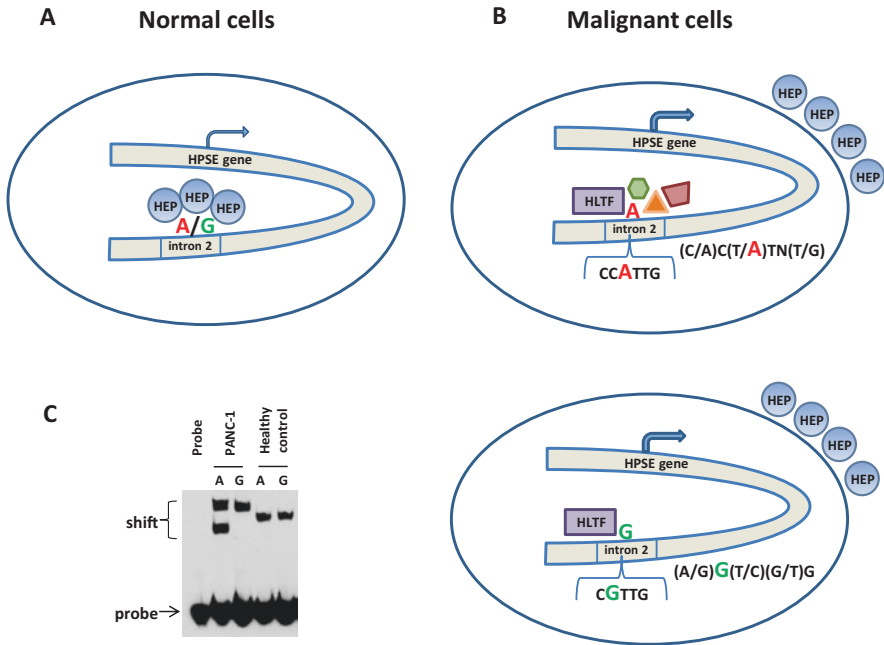 A
Normal cells
HPSE gene
HEP
HEP
HEP
A/G
intron 2
B
Malignant cells
HEP
HEP
HEP
HEP
HPSE gene
HLTF
A
intron 2
(C/A)C(T/A)TN(T/G)
CCATTG
C
Probe
PANC-1
Healthy
control
A G A G
shift
probe
HEP
HEP
HEP
HEP
HPSE gene
HLTF
G
intron 2
(A/G)G(T/C)(G/T)G
CGTTG